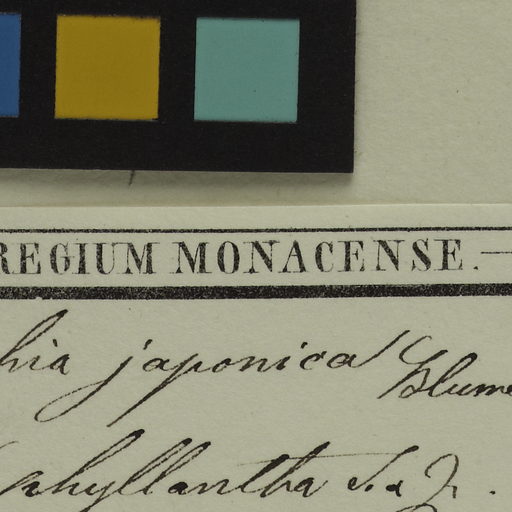 REGIUM MONACENSE.
hia japonica Blume
phyllantha